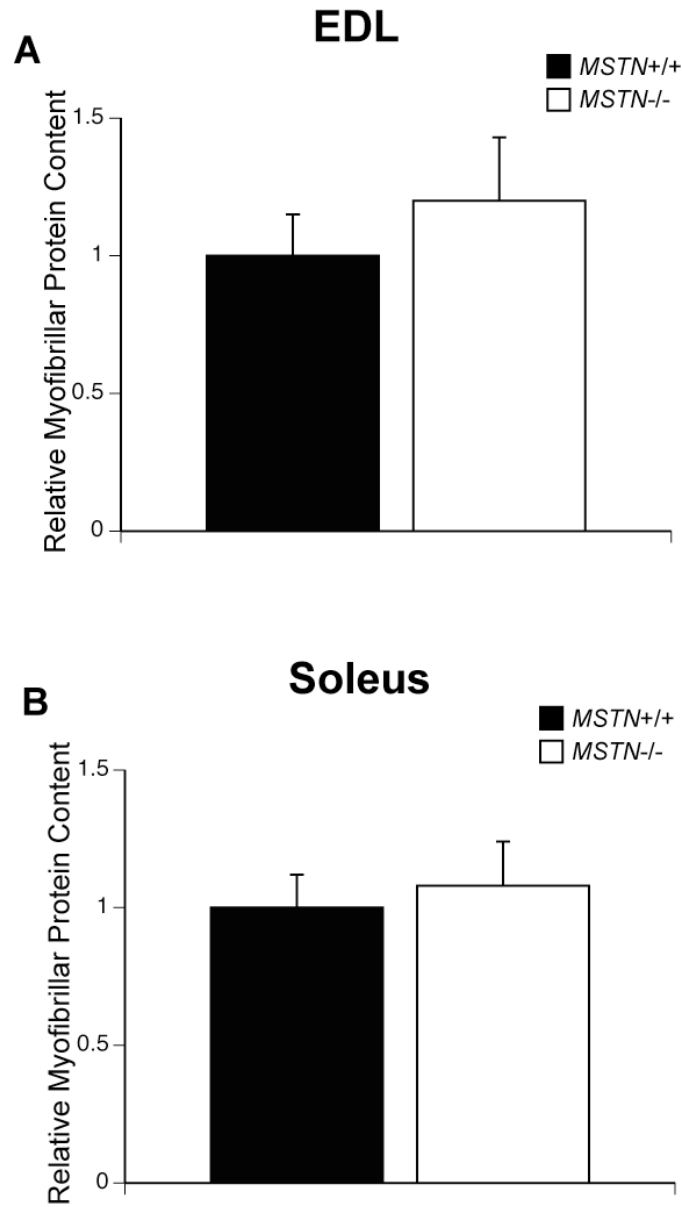 EDL
A
MSTN+/+
MSTN-/-
Relative Myofibrillar Protein Content
1.5
1
0.5
0
Soleus
B
MSTN+/+
MSTN-/-
Relative Myofibrillar Protein Content
1.5
1
0.5
0